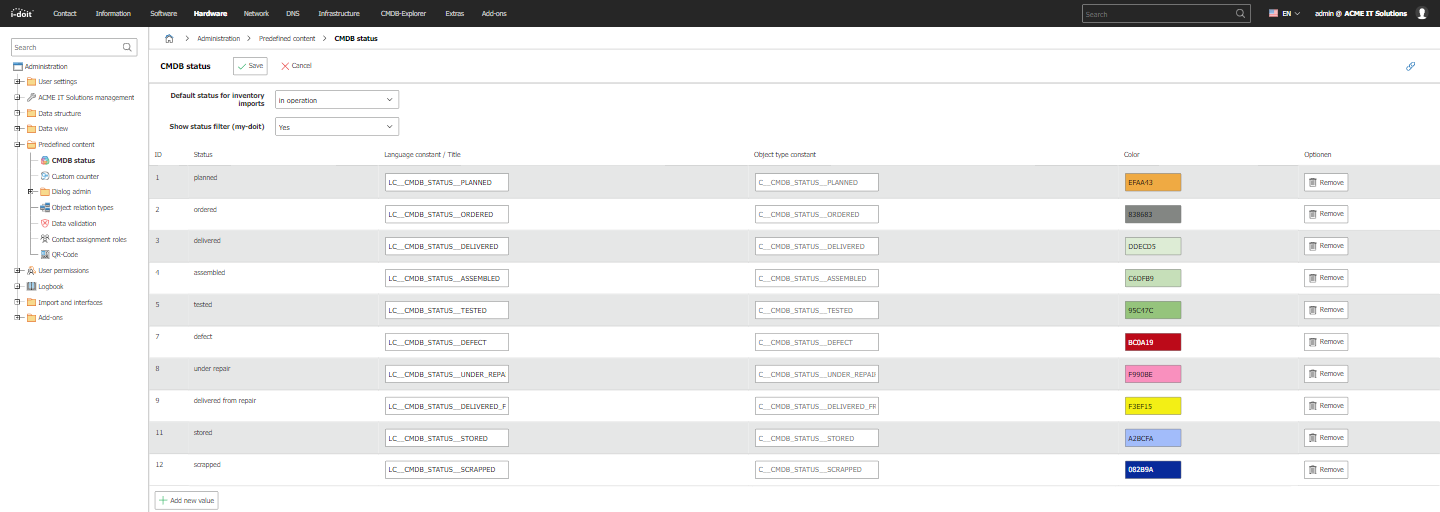 i-doit Contact Information Software Hardware Network DNS Infrastructure CMDB-Explorer Extras Add-ons Search EN admin @ ACME IT Solutions
Search
Administration
User settings
ACME IT Solutions management
Data structure
Data view
Predefined content
CMDB status
Custom counter
Dialog admin
Object relation types
Data validation
Contact assignment roles
QR-Code
User permissions
Logbook
Import and interfaces
Add-ons
Administration Predefined content CMDB status
CMDB status Save Cancel
Default status for inventory
imports
in operation
Show status filter (my-doit) Yes
ID Status Language constant / Title Object type constant Color Optionen
1 planned LC__CMDB_STATUS__PLANNED C__CMDB_STATUS__PLANNED EFAA43 Remove
2 ordered LC__CMDB_STATUS__ORDERED C__CMDB_STATUS__ORDERED 838683 Remove
3 delivered LC__CMDB_STATUS__DELIVERED C__CMDB_STATUS__DELIVERED DDECD5 Remove
4 assembled LC__CMDB_STATUS__ASSEMBLED C__CMDB_STATUS__ASSEMBLED C6DFB9 Remove
5 tested LC__CMDB_STATUS__TESTED C__CMDB_STATUS__TESTED 95C47C Remove
7 defect LC__CMDB_STATUS__DEFECT C__CMDB_STATUS__DEFECT BC0A19 Remove
8 under repair LC__CMDB_STATUS__UNDER_REPA C__CMDB_STATUS__UNDER_REPAI F990BE Remove
9 delivered from repair LC__CMDB_STATUS__DELIVERED_F C__CMDB_STATUS__DELIVERED_FR F3EF15 Remove
11 stored LC__CMDB_STATUS__STORED C__CMDB_STATUS__STORED A2BCFA Remove
12 scrapped LC__CMDB_STATUS__SCRAPPED C__CMDB_STATUS__SCRAPPED 082B9A Remove
Add new value